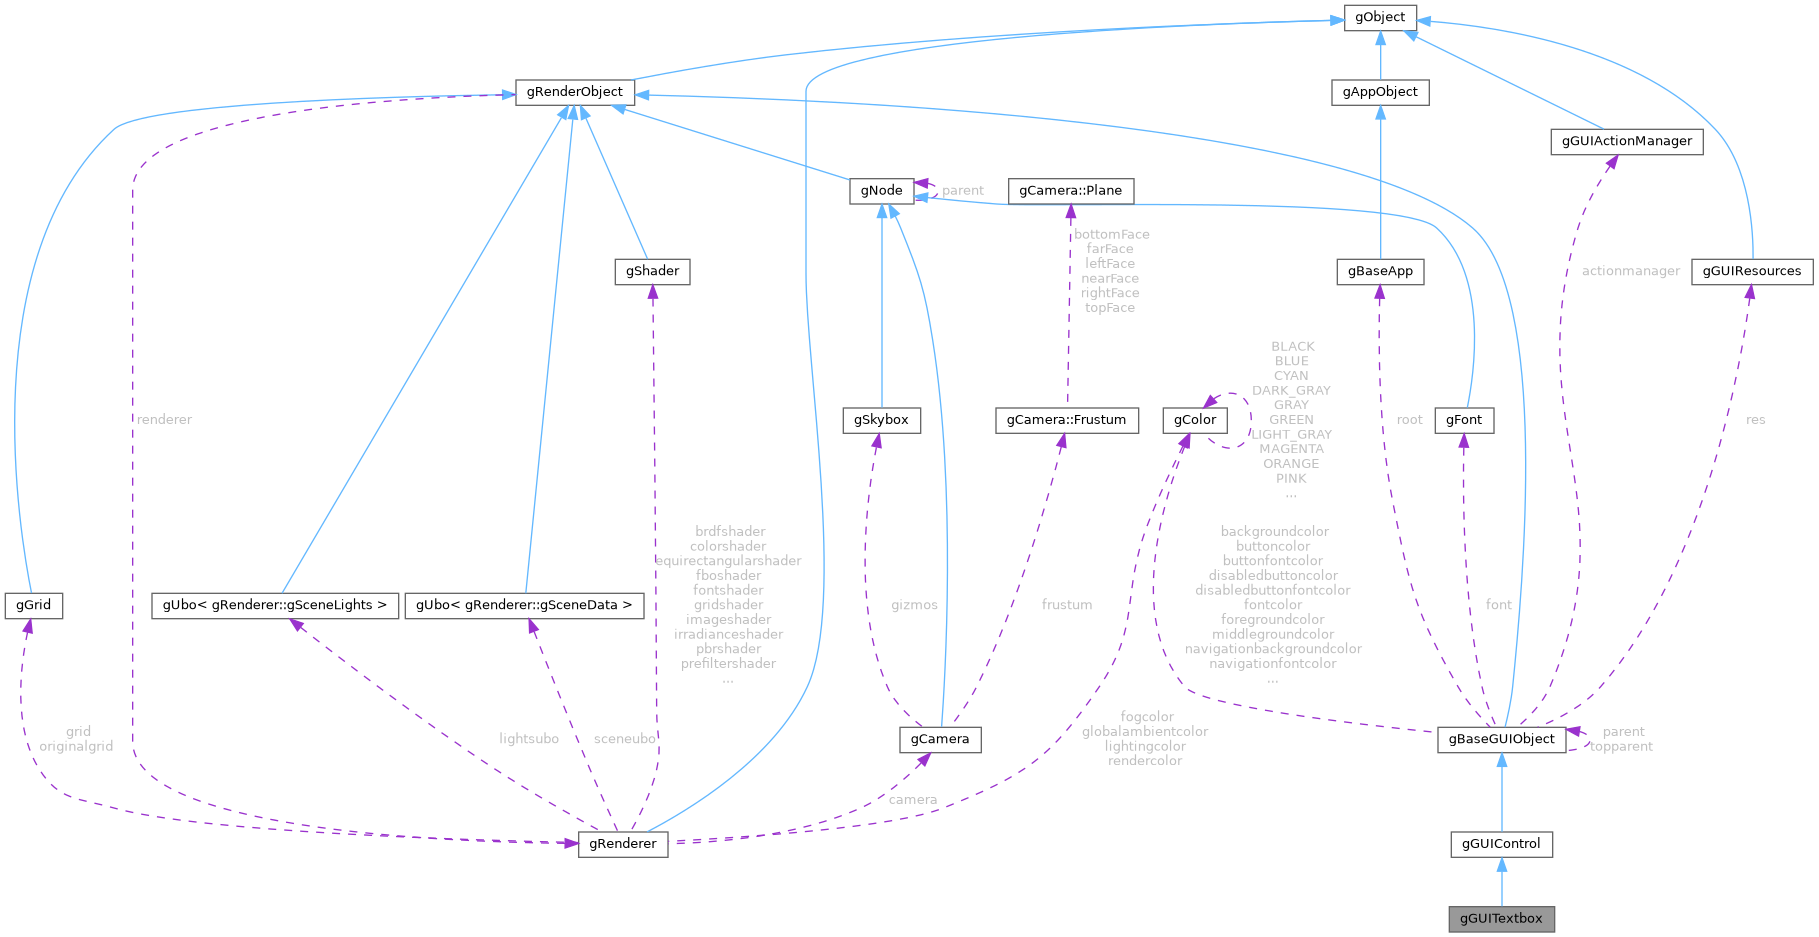 gObject
gRenderObject
gAppObject
gGUIActionManager
gNode
parent
gCamera::Plane
bottomFace
farFace
leftFace
nearFace
rightFace
topFace
gShader
gBaseApp
actionmanager
gGUIResources
BLACK
BLUE
CYAN
DARK_GRAY
GRAY
GREEN
LIGHT_GRAY
MAGENTA
ORANGE
PINK
...
renderer
gSkybox
gCamera::Frustum
gColor
root
gFont
res
brdfshader
colorshader
equirectangularshader
fboshader
fontshader
gridshader
imageshader
irradianceshader
pbrshader
prefiltershader
...
backgroundcolor
buttoncolor
buttonfontcolor
disabledbuttoncolor
disabledbuttonfontcolor
fontcolor
foregroundcolor
middlegroundcolor
navigationbackgroundcolor
navigationfontcolor
...
gGrid
gUbo< gRenderer::gSceneLights >
gUbo< gRenderer::gSceneData >
gizmos
frustum
font
grid
originalgrid
lightsubo
sceneubo
gCamera
fogcolor
globalambientcolor
lightingcolor
rendercolor
gBaseGUIObject
parent
topparent
camera
gRenderer
gGUIControl
gGUITextbox